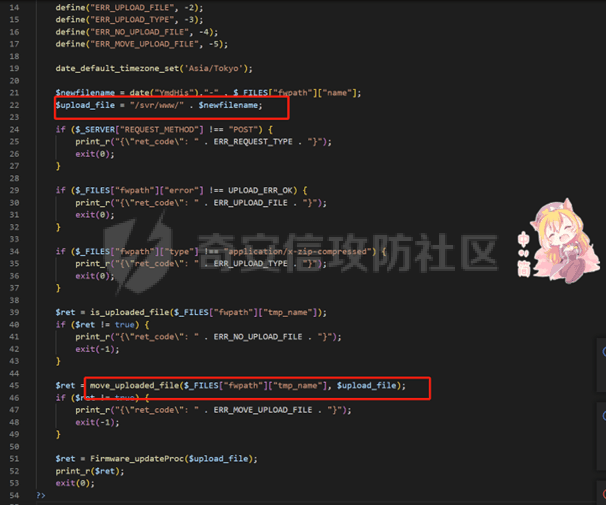 14 define("ERR_UPLOAD_FILE", -2);
15 define("ERR_UPLOAD_TYPE", -3);
16 define("ERR_NO_UPLOAD_FILE", -4);
17 define("ERR_MOVE_UPLOAD_FILE", -5);
18
19 date_default_timezone_set('Asia/Tokyo');
20
21 $newfilename = date("YmdHis")."-" . $_FILES["fwpath"]["name"];
22 $upload_file = "/svr/www/" . $newfilename;
23
24 if ($_SERVER["REQUEST_METHOD"] !== "POST") {
25 print_r("{\"ret_code\": " . ERR_REQUEST_TYPE . "}");
26 exit(0);
27 }
28
29 if ($_FILES["fwpath"]["error"] !== UPLOAD_ERR_OK) {
30 print_r("{\"ret_code\": " . ERR_UPLOAD_FILE . "}");
31 exit(0);
32 }
33
34 if ($_FILES["fwpath"]["type"] !== "application/x-zip-compressed") {
35 print_r("{\"ret_code\": " . ERR_UPLOAD_TYPE . "}");
36 exit(0);
37 }
38
39 $ret = is_uploaded_file($_FILES["fwpath"]["tmp_name"]);
40 if ($ret != true) {
41 print_r("{\"ret_code\": " . ERR_NO_UPLOAD_FILE . "}");
42 exit(-1);
43 }
44
45 $ret = move_uploaded_file($_FILES["fwpath"]["tmp_name"], $upload_file);
46 if ($ret != true) {
47 print_r("{\"ret_code\": " . ERR_MOVE_UPLOAD_FILE . "}");
48 exit(-1);
49 }
50
51 $ret = Firmware_updateProc($upload_file);
52 print_r($ret);
53 exit(0);
54 ?>
奇安信攻防社区